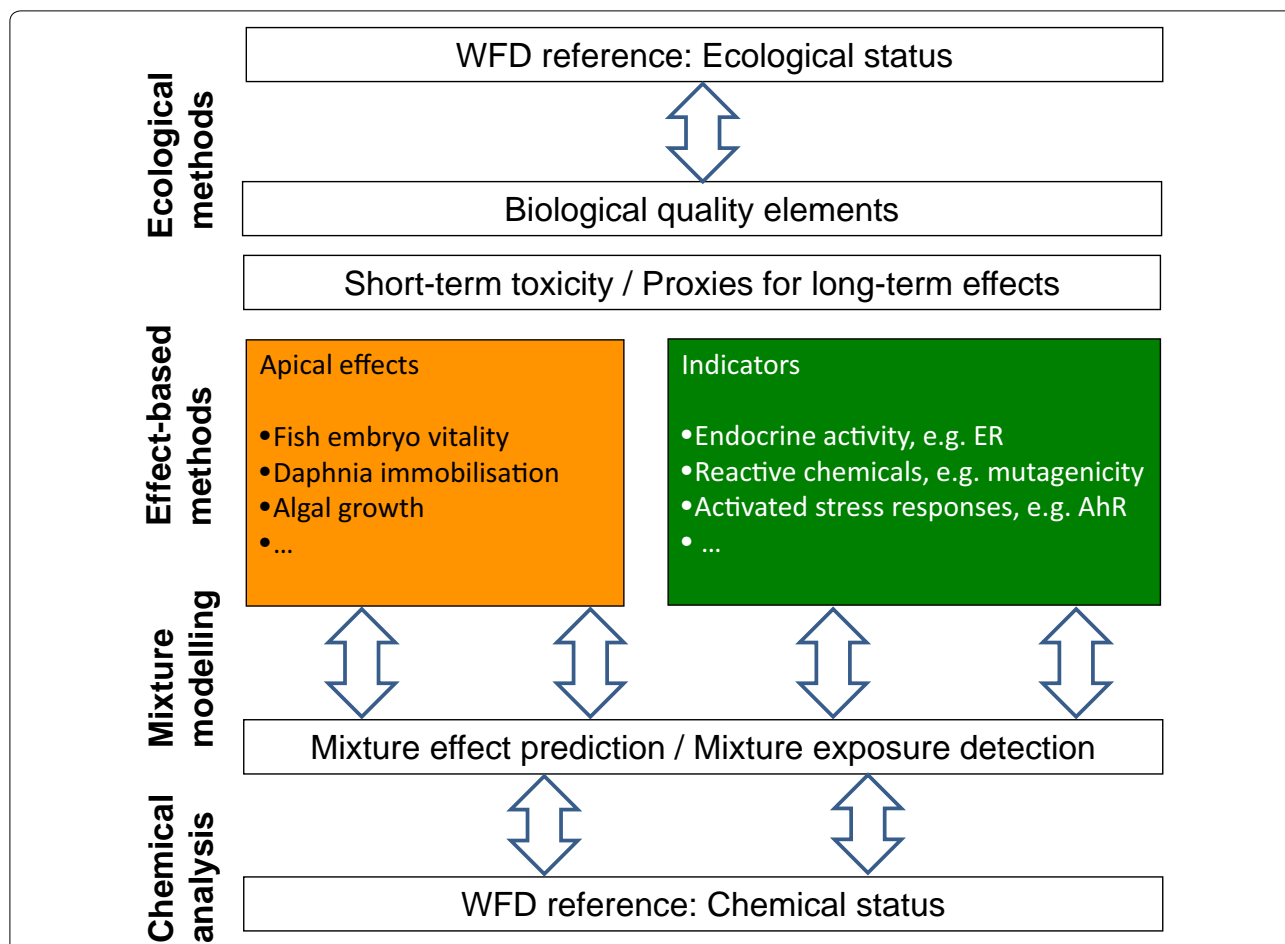 WFD reference: Ecological status
Ecological
methods
Biological quality elements
Short-term toxicity / Proxies for long-term effects
Effect-based
methods
Apical effects
•Fish embryo vitality
•Daphnia immobilisation
•Algal growth
•...
Indicators
•Endocrine activity, e.g. ER
•Reactive chemicals, e.g. mutagenicity
•Activated stress responses, e.g. AhR
• ...
Mixture
modelling
Mixture effect prediction / Mixture exposure detection
Chemical
analysis
WFD reference: Chemical status